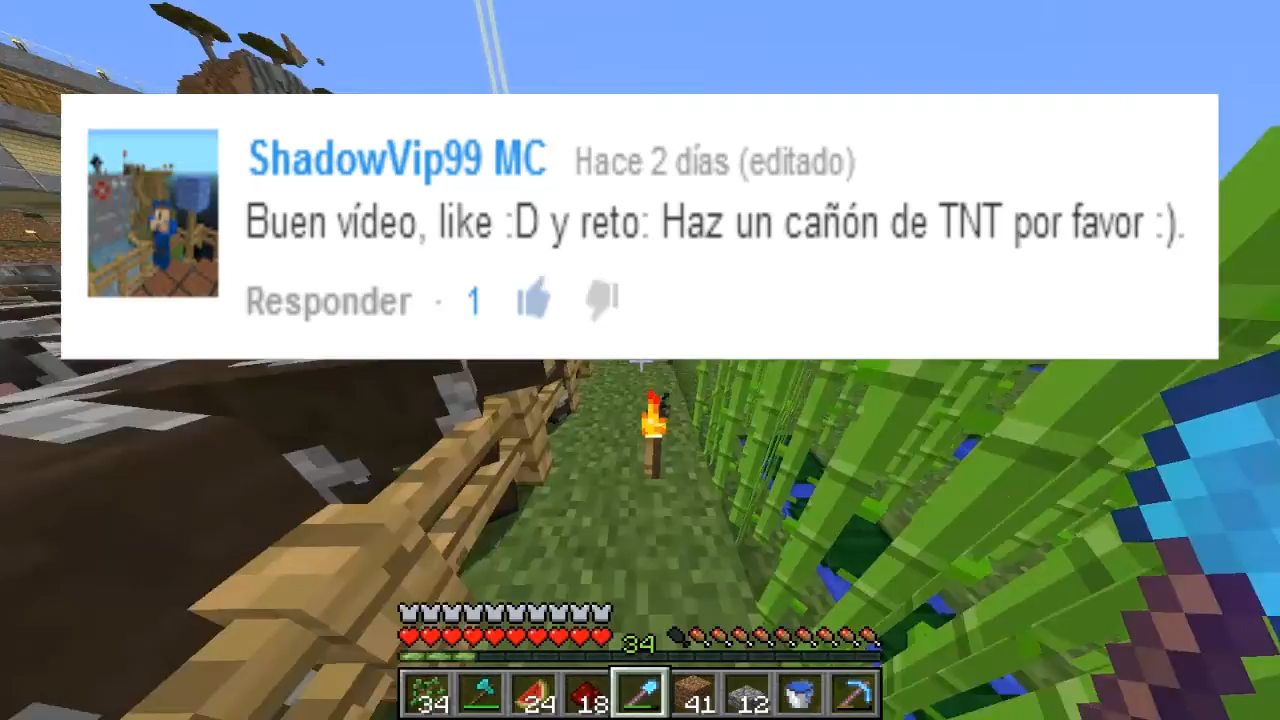 ShadowVip99 MC Hace 2 días (editado)
Buen vídeo, like :D y reto: Haz un cañón de TNT por favor :).
Responder · 1
34
34 24 18 41 12